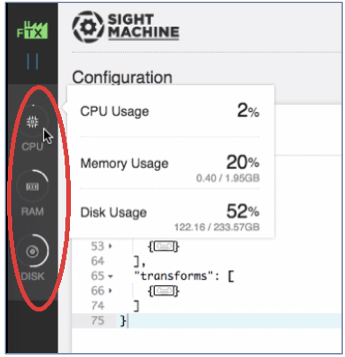 FTX
SIGHT
MACHINE
Configuration
CPU
RAM
DISK
CPU Usage 2%
Memory Usage 20%
0.40 / 1.95GB
Disk Usage 52%
122.16 / 233.57GB
53 {...}
64 ],
65 "transforms": [
66 {...}
74 ]
75 }